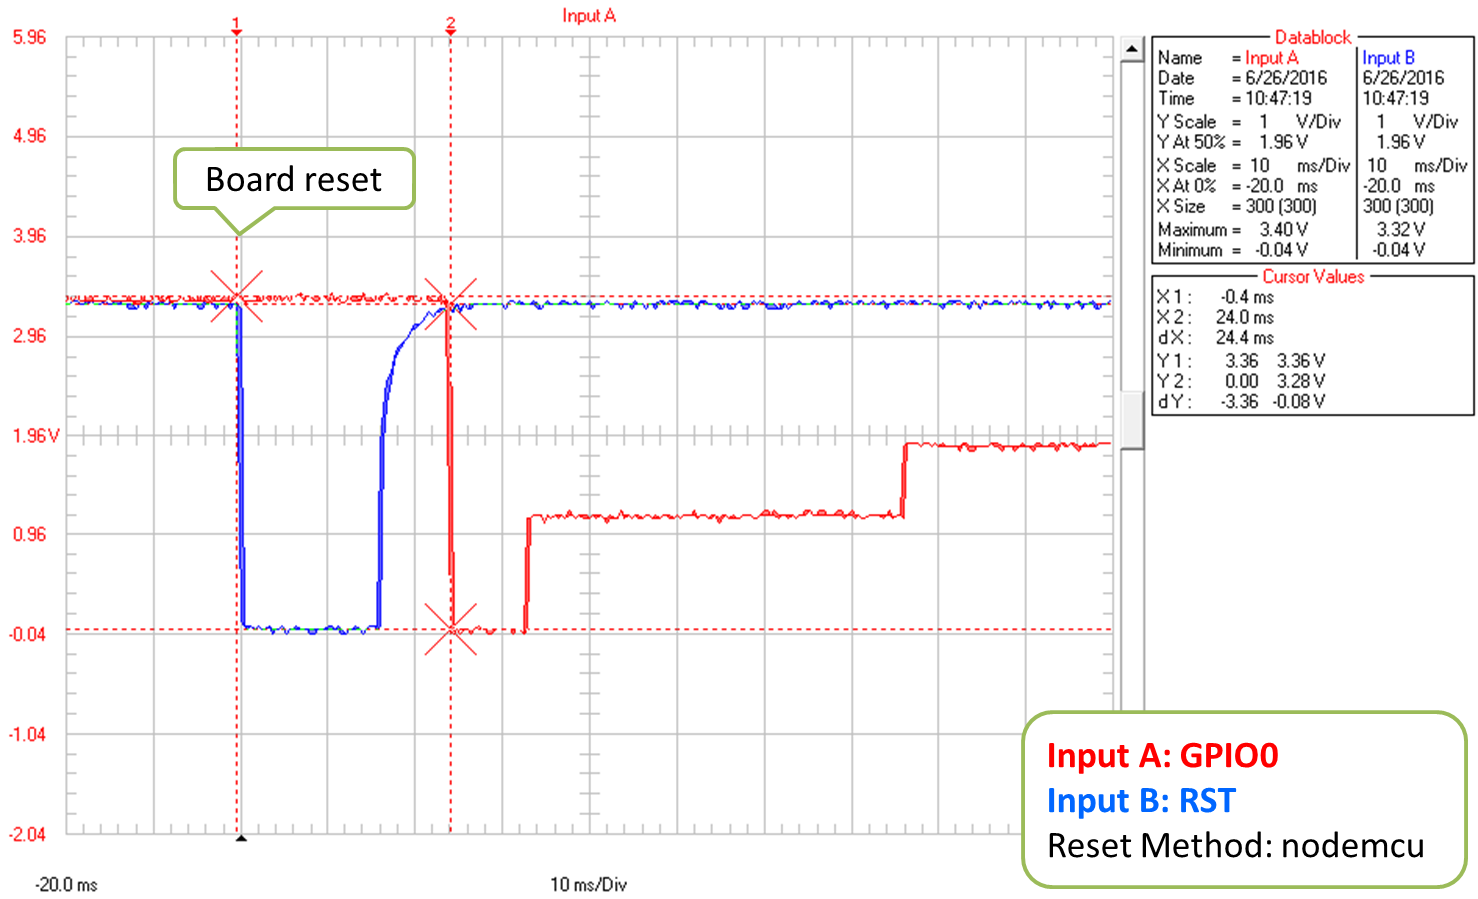 Input A
1
2
5.96
4.96
3.96
2.96
1.96V
0.96
-0.04
-1.04
-2.04
Board reset
-20.0 ms
10 ms/Div
Datablock
Name = Input A Input B
Date = 6/26/2016 6/26/2016
Time = 10:47:19 10:47:19
Y Scale = 1 V/Div 1 V/Div
Y At 50% = 1.96 V 1.96 V
X Scale = 10 ms/Div 10 ms/Div
X At 0% = -20.0 ms -20.0 ms
X Size = 300 (300) 300 (300)
Maximum = 3.40 V 3.32 V
Minimum = -0.04 V -0.04 V
Cursor Values
X1 : -0.4 ms
X2 : 24.0 ms
dX : 24.4 ms
Y1 : 3.36 3.36 V
Y2 : 0.00 3.28 V
dY : -3.36 -0.08 V
Input A: GPIO0
Input B: RST
Reset Method: nodemcu